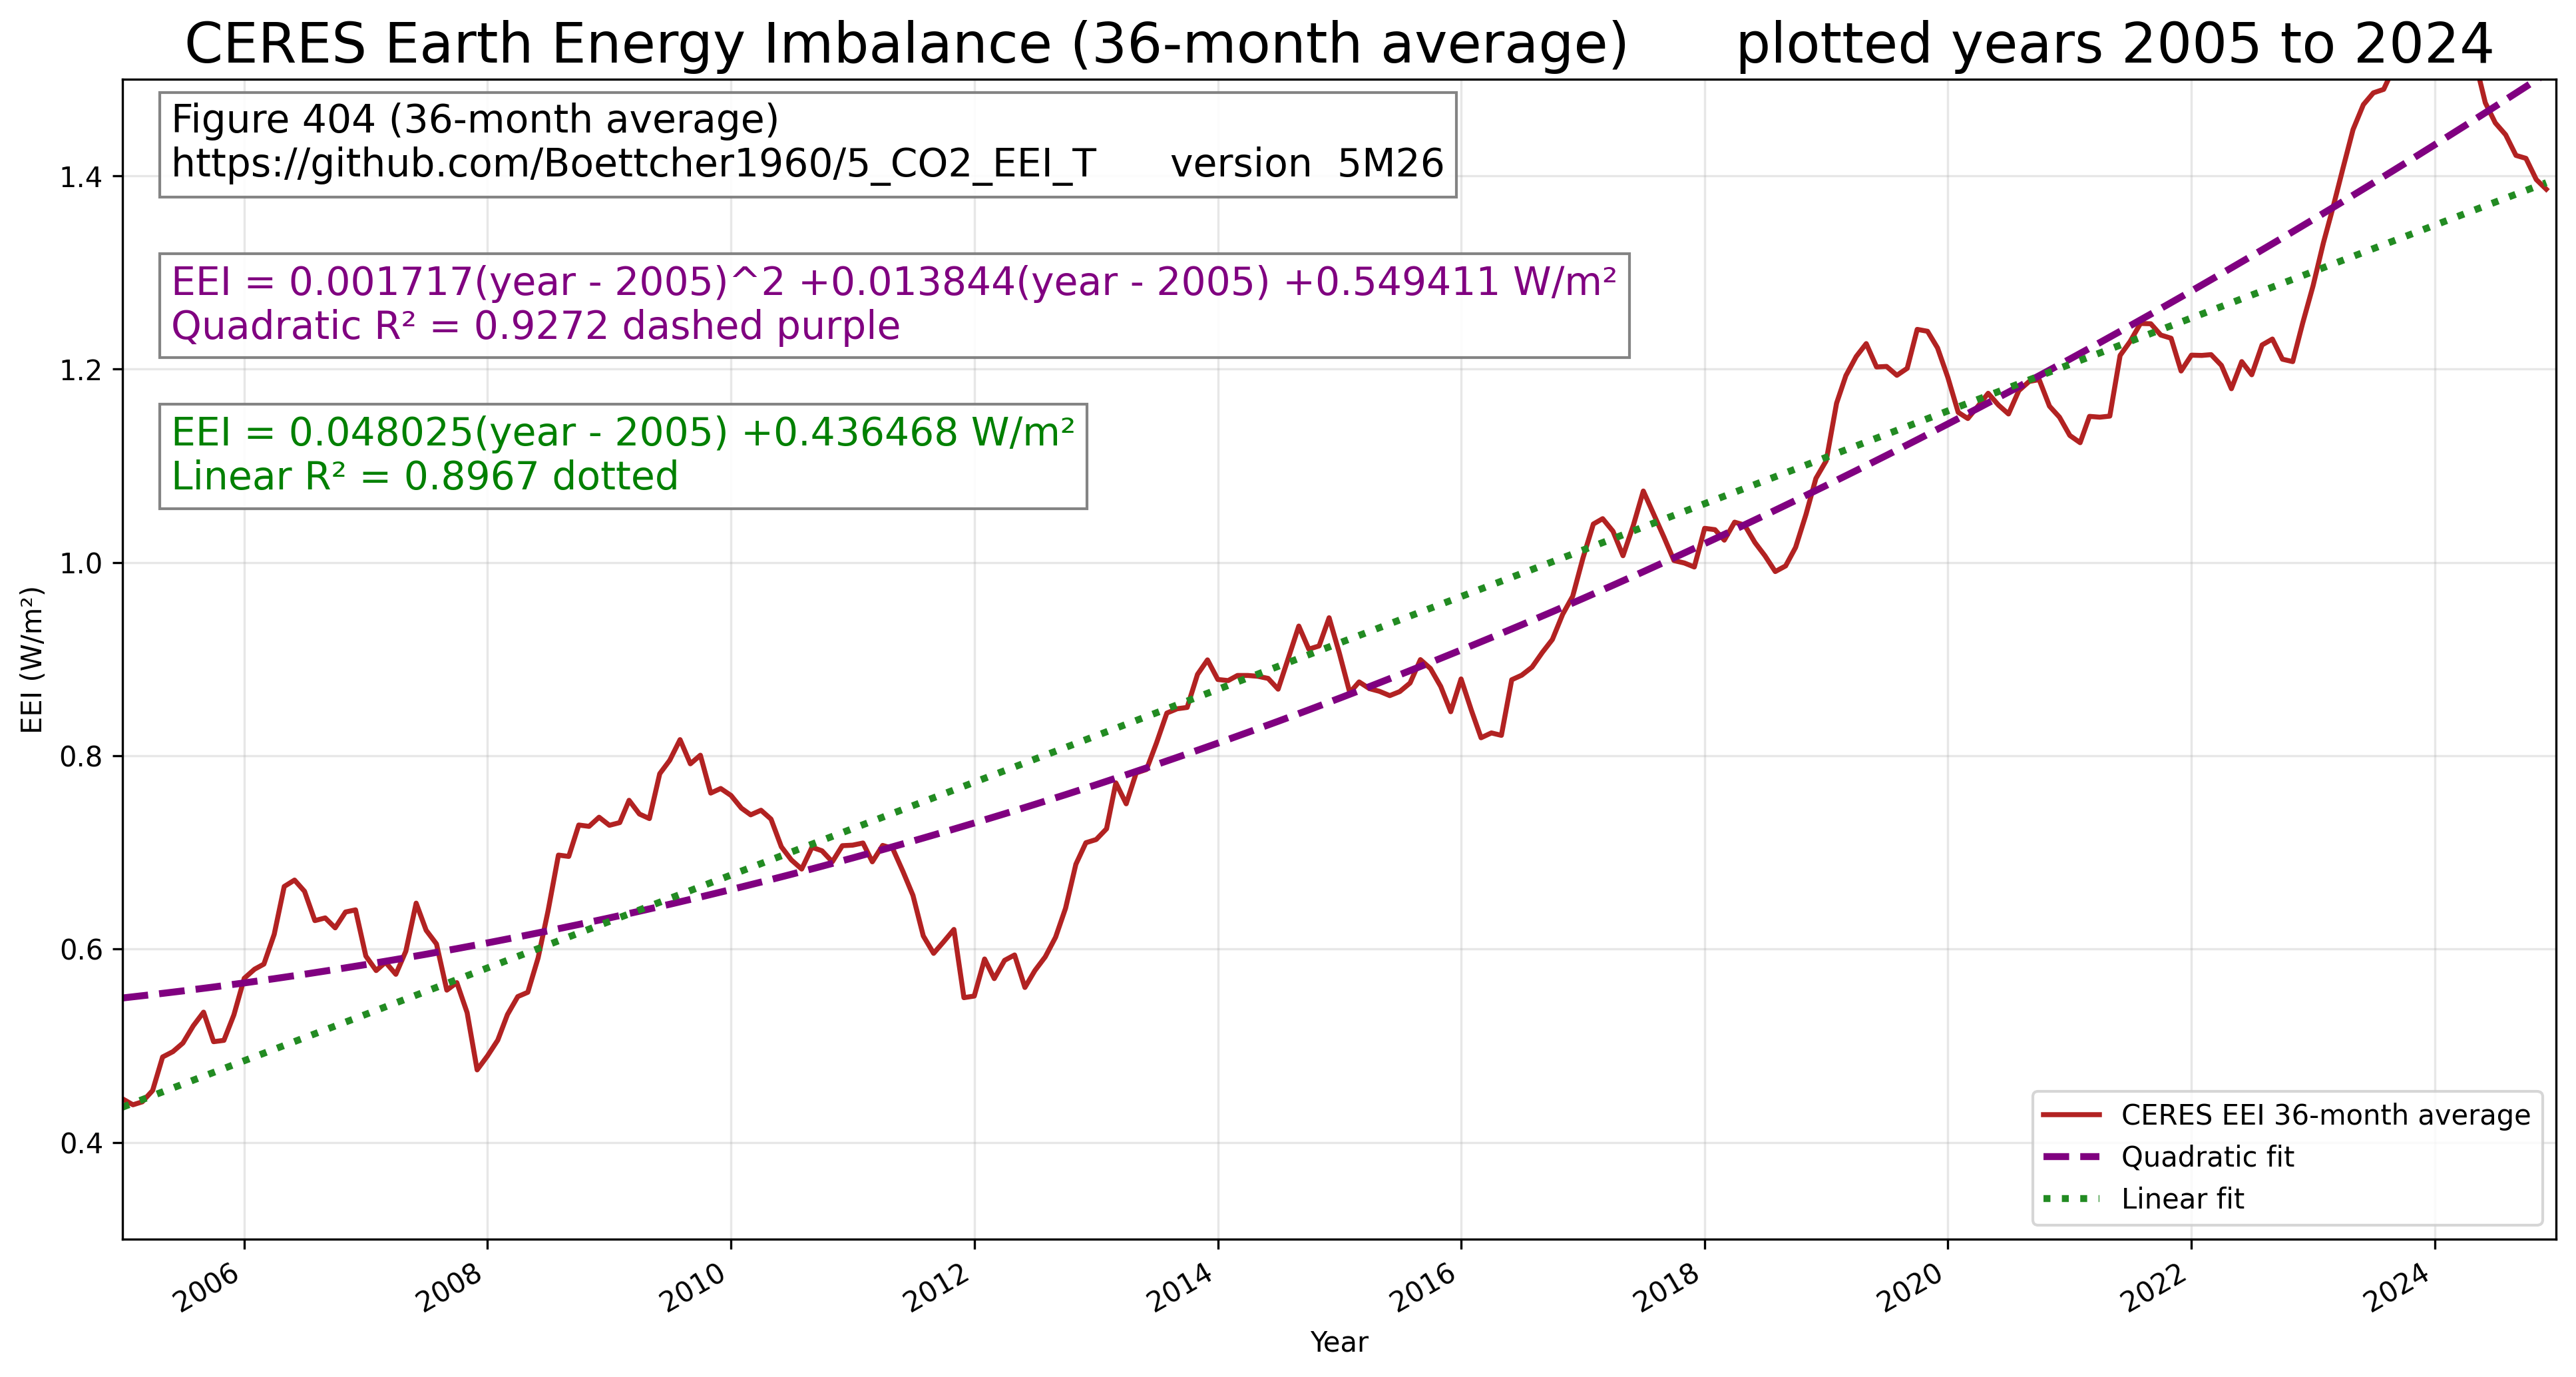 CERES Earth Energy Imbalance (36-month average)      plotted years 2005 to 2024
Figure 404 (36-month average)
https://github.com/Boettcher1960/5_CO2_EEI_T      version  5M26
EEI = 0.001717(year - 2005)^2 +0.013844(year - 2005) +0.549411 W/m²
Quadratic R² = 0.9272 dashed purple
EEI = 0.048025(year - 2005) +0.436468 W/m²
Linear R² = 0.8967 dotted
EEI (W/m²)
1.4
1.2
1.0
0.8
0.6
0.4
CERES EEI 36-month average
Quadratic fit
Linear fit
2006 2008 2010 2012 2014 2016 2018 2020 2022 2024
Year